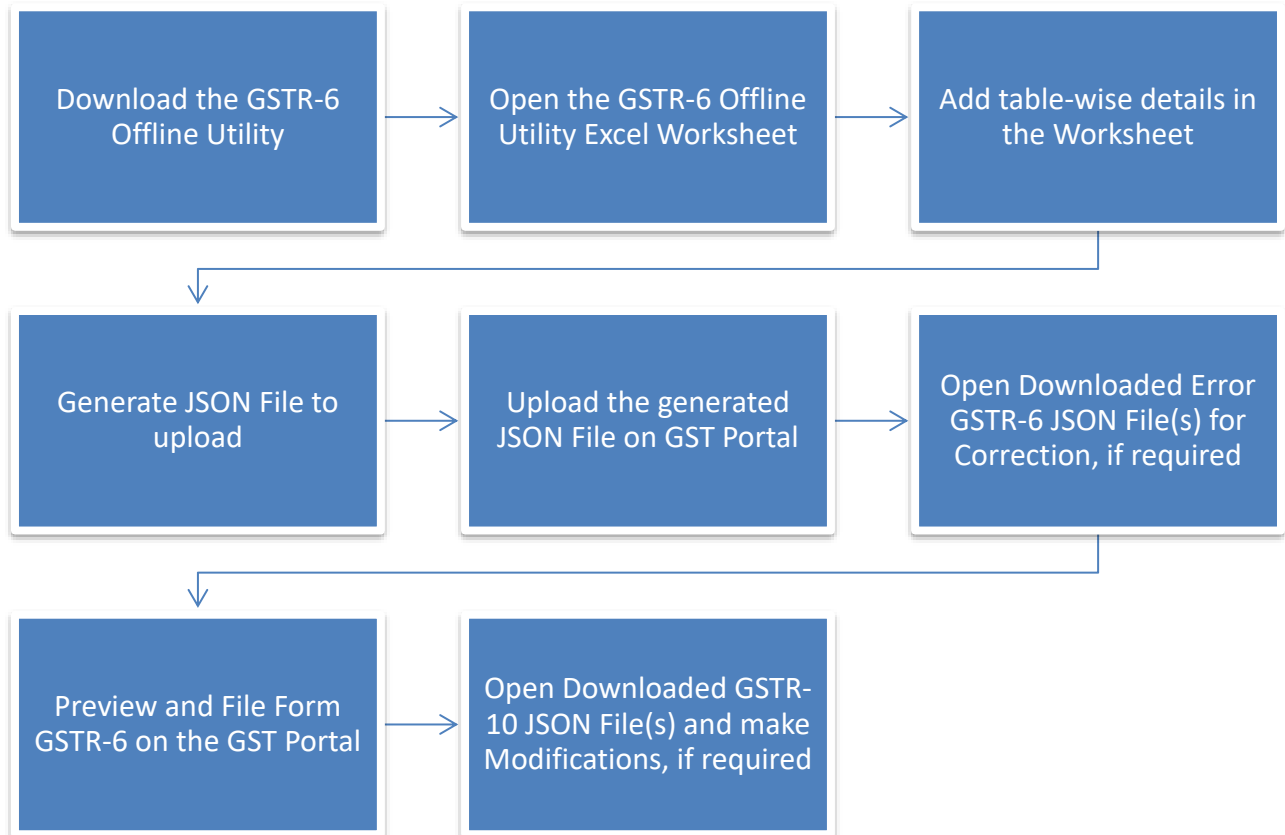 Download the GSTR-6
Offline Utility
Open the GSTR-6 Offline
Utility Excel Worksheet
Add table-wise details in
the Worksheet
Generate JSON File to
upload
Upload the generated
JSON File on GST Portal
Open Downloaded Error
GSTR-6 JSON File(s) for
Correction, if required
Preview and File Form
GSTR-6 on the GST Portal
Open Downloaded GSTR-
10 JSON File(s) and make
Modifications, if required